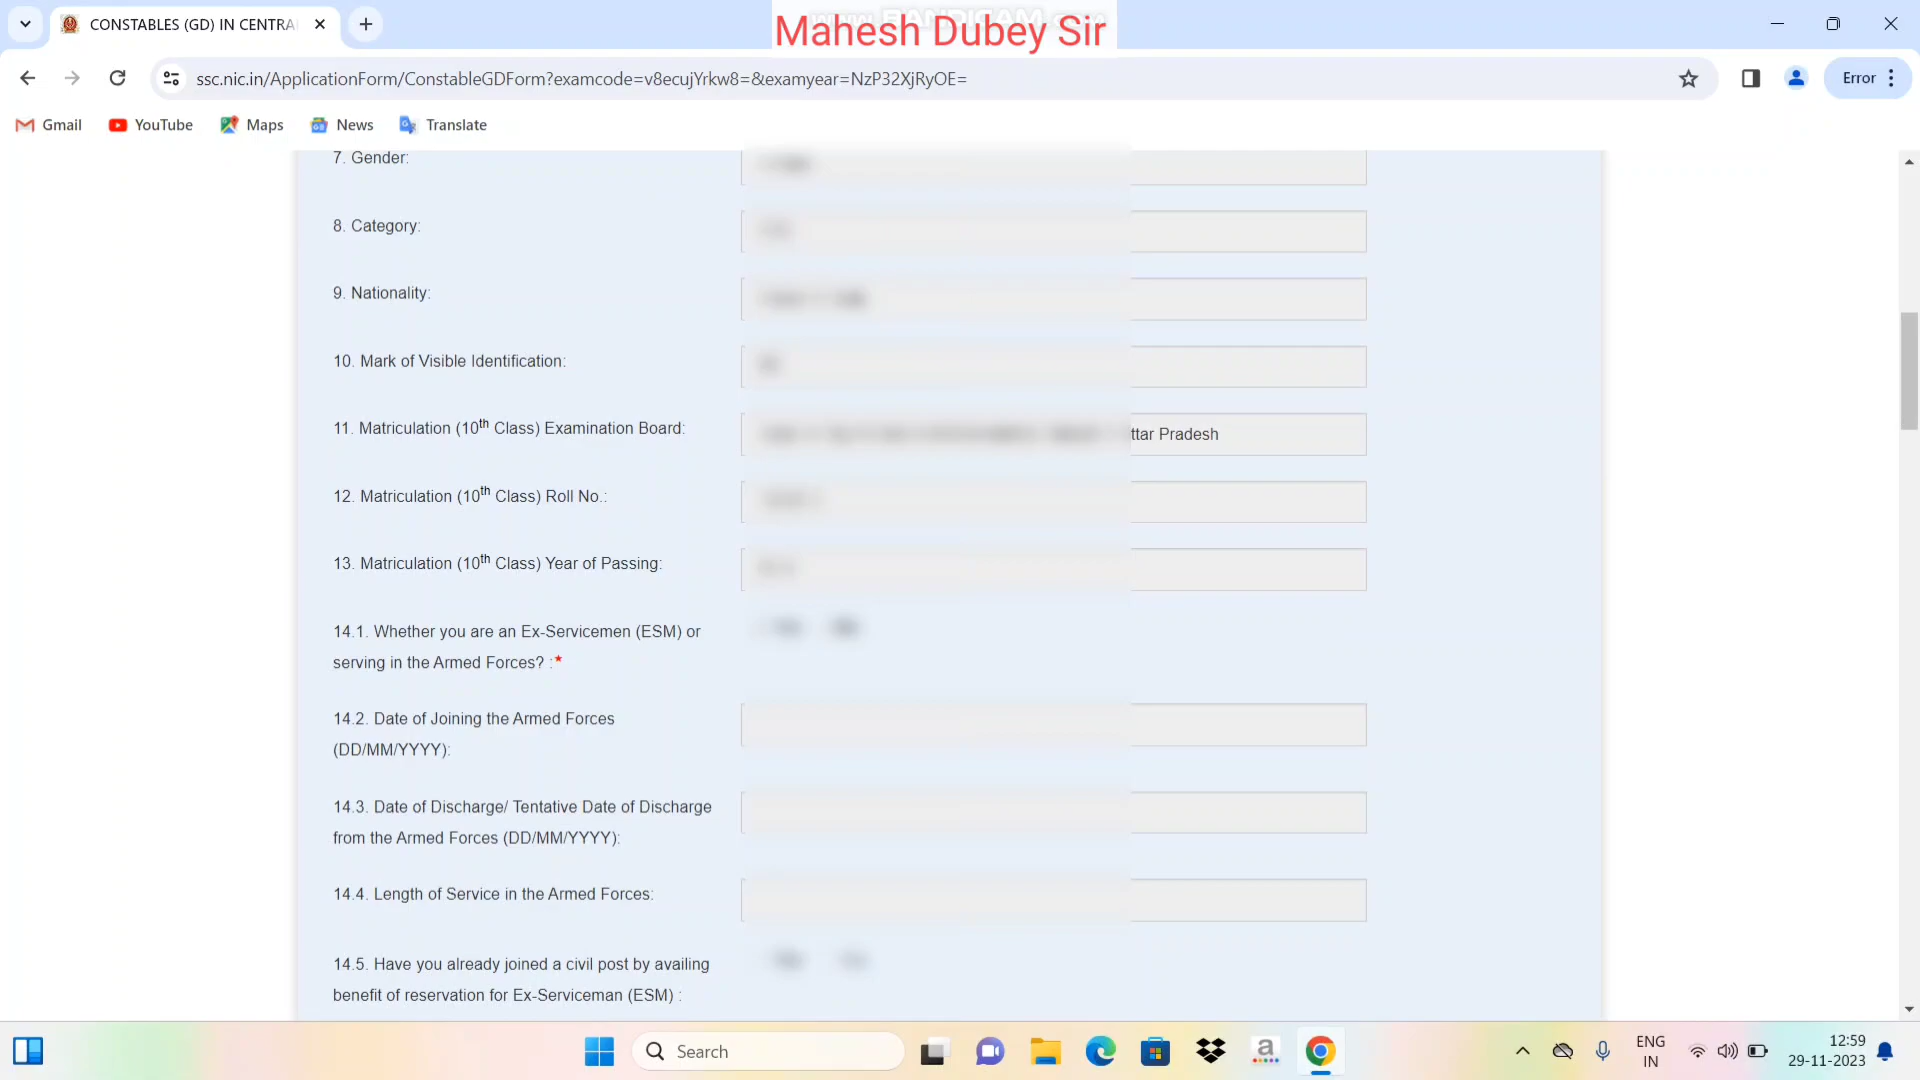 CONSTABLES (GD) IN CENTRA
Mahesh Dubey Sir
ssc.nic.in/ApplicationForm/ConstableGDForm?examcode=v8ecujYrkw8=&examyear=NzP32XjRyOE=
Error
Gmail
YouTube
Maps
News
Translate
7. Gender:
8. Category:
9. Nationality:
10. Mark of Visible Identification:
11. Matriculation (10th Class) Examination Board:
ttar Pradesh
12. Matriculation (10th Class) Roll No.:
13. Matriculation (10th Class) Year of Passing:
14.1. Whether you are an Ex-Servicemen (ESM) or
serving in the Armed Forces? :*
14.2. Date of Joining the Armed Forces
(DD/MM/YYYY):
14.3. Date of Discharge/ Tentative Date of Discharge
from the Armed Forces (DD/MM/YYYY):
14.4. Length of Service in the Armed Forces:
14.5. Have you already joined a civil post by availing
benefit of reservation for Ex-Serviceman (ESM) :
Search
a
ENG
IN
12:59
29-11-2023